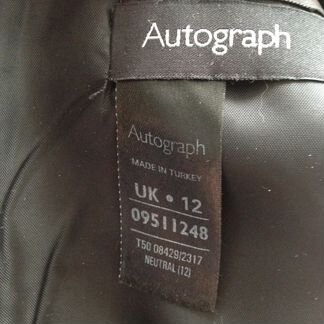 Autograph
Autograph
MADE IN TURKEY
UK • 12
09511248
T50 08429/2317
NEUTRAL (12)